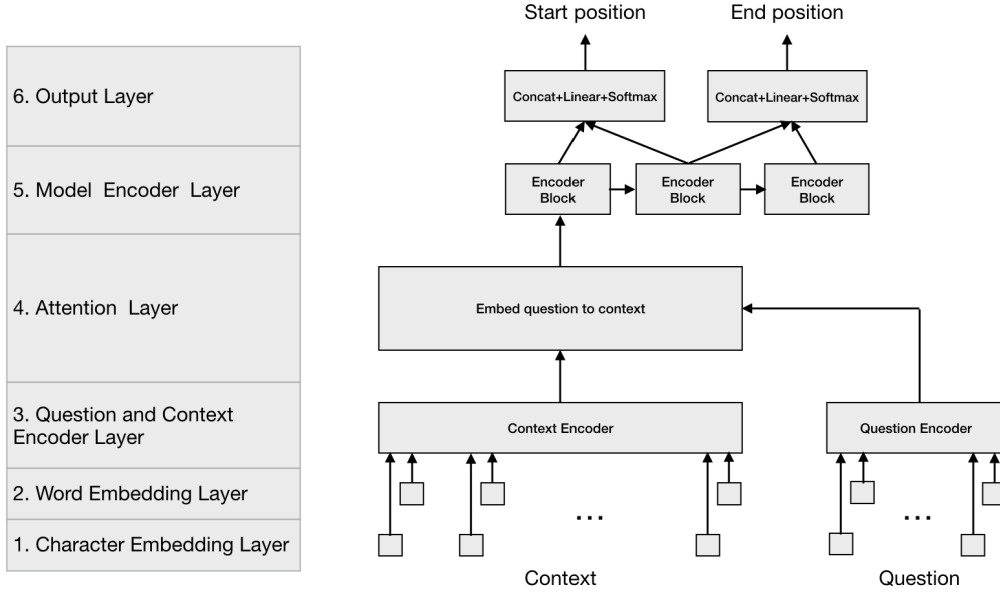 Start position
End position
6. Output Layer
Concat+Linear+Softmax
Concat+Linear+Softmax
5. Model Encoder Layer
Encoder
Block
Encoder
Block
Encoder
Block
4. Attention Layer
Embed question to context
3. Question and Context
Encoder Layer
Context Encoder
Question Encoder
2. Word Embedding Layer
...
...
1. Character Embedding Layer
Context
Question